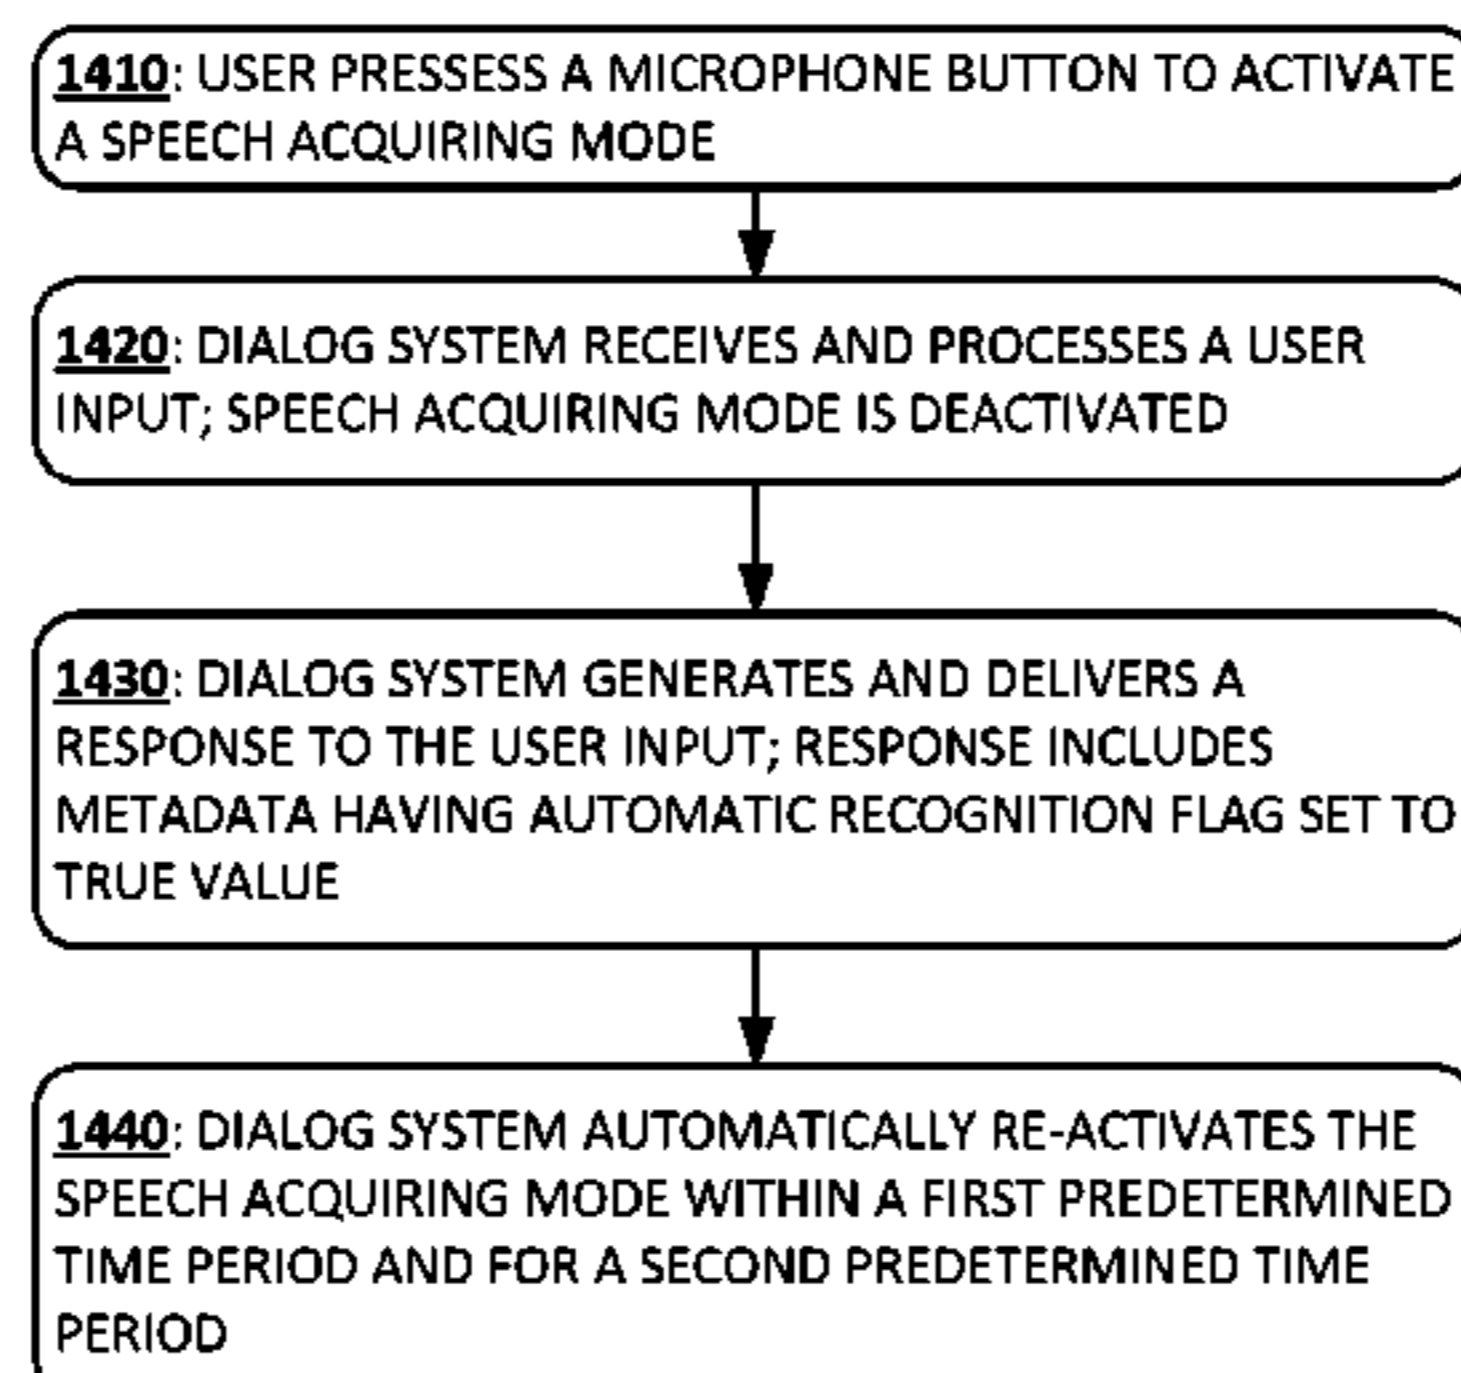 1410: USER PRESSESS A MICROPHONE BUTTON TO ACTIVATE
A SPEECH ACQUIRING MODE
1420: DIALOG SYSTEM RECEIVES AND PROCESSES A USER
INPUT; SPEECH ACQUIRING MODE IS DEACTIVATED
1430: DIALOG SYSTEM GENERATES AND DELIVERS A
RESPONSE TO THE USER INPUT; RESPONSE INCLUDES
METADATA HAVING AUTOMATIC RECOGNITION FLAG SET TO
TRUE VALUE
1440: DIALOG SYSTEM AUTOMATICALLY RE-ACTIVATES THE
SPEECH ACQUIRING MODE WITHIN A FIRST PREDETERMINED
TIME PERIOD AND FOR A SECOND PREDETERMINED TIME
PERIOD